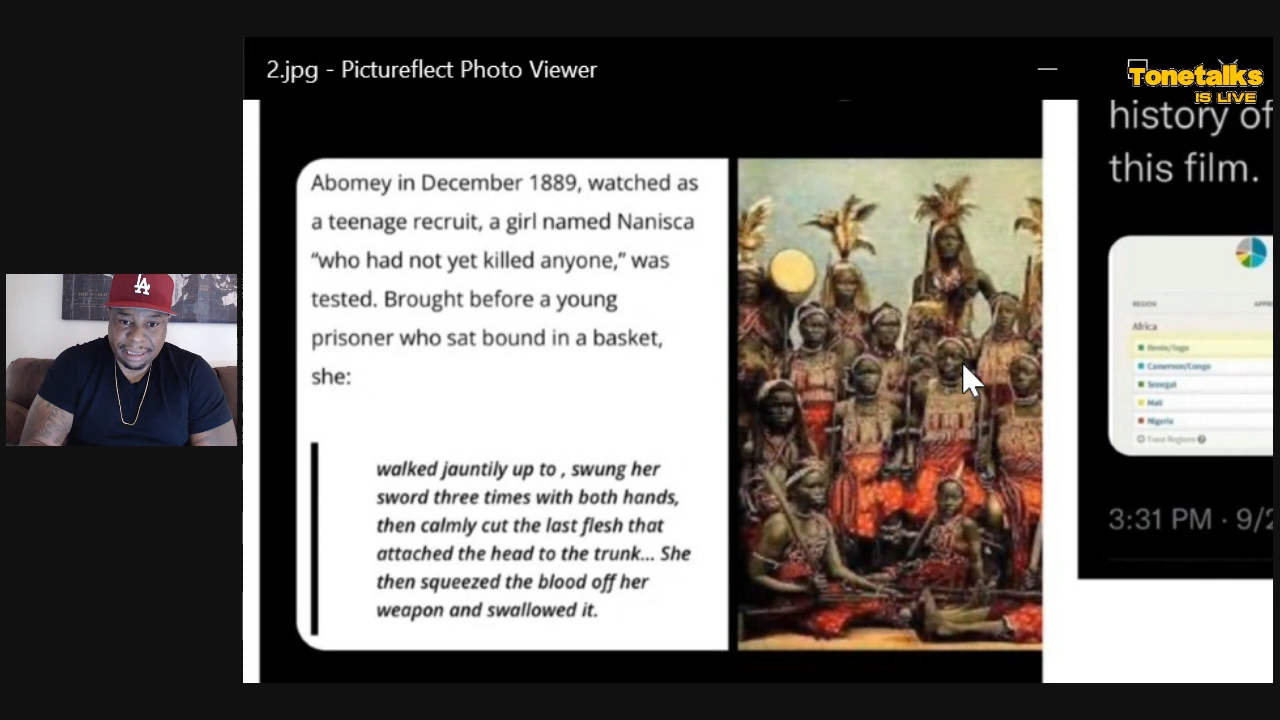 2.jpg - Pictureflect Photo Viewer
Tonetalks
IS LIVE
Abomey in December 1889, watched as
a teenage recruit, a girl named Nanisca
“who had not yet killed anyone,” was
tested. Brought before a young
prisoner who sat bound in a basket,
she:
walked jauntily up to , swung her
sword three times with both hands,
then calmly cut the last flesh that
attached the head to the trunk... She
then squeezed the blood off her
weapon and swallowed it.
history of
this film.
REGION
Africa
Benin/Togo
Cameroon/Congo
Senegal
Mali
Nigeria
Trace Regions
3:31 PM · 9/2
LA